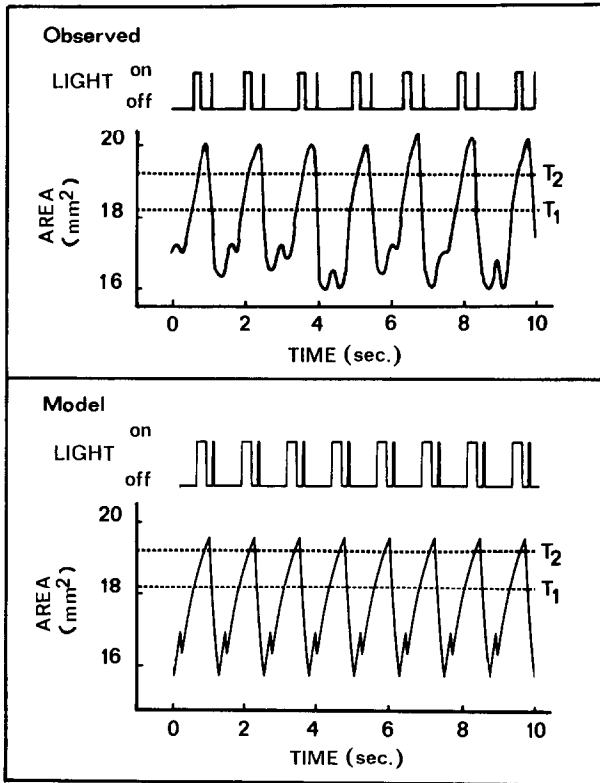 Observed
LIGHT on
off
20
18
16
AREA
(mm²)
T₂
T₁
0 2 4 6 8 10
TIME (sec.)
Model
on
LIGHT
off
20
18
16
AREA
(mm²)
T₂
T₁
0 2 4 6 8 10
TIME (sec.)